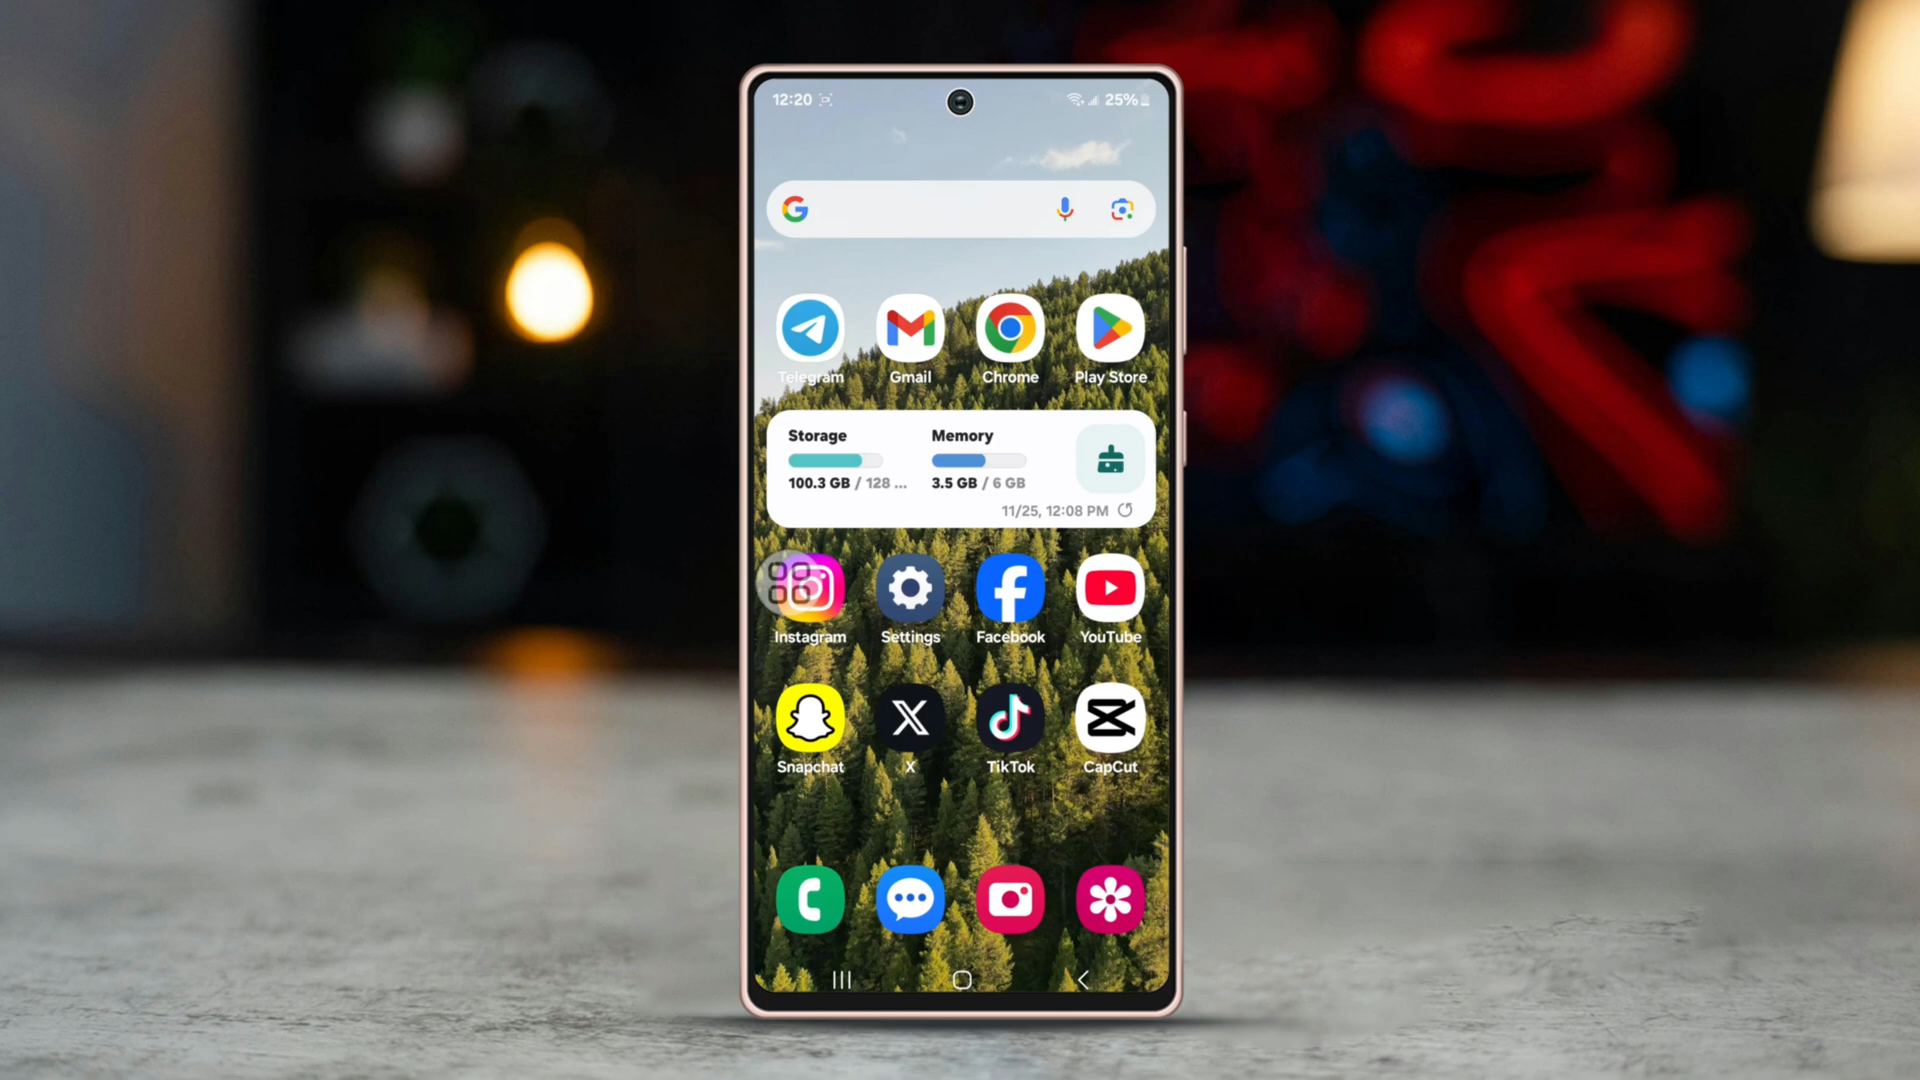 12:20 25%
Telegram Gmail Chrome Play Store
Storage Memory
100.3 GB / 128 ... 3.5 GB / 6 GB
11/25, 12:08 PM
Instagram Settings Facebook YouTube
Snapchat X TikTok CapCut